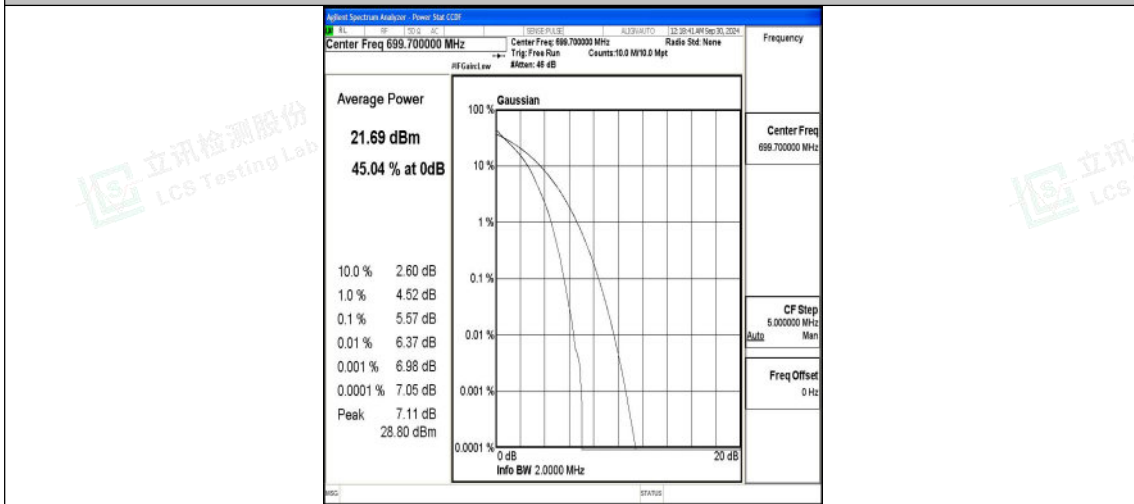 Agilent Spectrum Analyzer - Power Stat CCDF
RL RF 50 Ω AC SENSE:PULSE ALIGNAUTO 12:18:41 AM Sep 30, 2024
Center Freq 699.700000 MHz
Center Freq: 699.700000 MHz Radio Std: None
Trig: Free Run Counts:10.0 M/10.0 Mpt
#IFGain:Low #Atten: 46 dB
Frequency
Average Power
21.69 dBm
45.04 % at 0dB
10.0 % 2.60 dB
1.0 % 4.52 dB
0.1 % 5.57 dB
0.01 % 6.37 dB
0.001 % 6.98 dB
0.0001 % 7.05 dB
Peak 7.11 dB
28.80 dBm
Gaussian
100 %
10 %
1 %
0.1 %
0.01 %
0.001 %
0.0001 %
0 dB 20 dB
Info BW 2.0000 MHz
Center Freq
699.700000 MHz
CF Step
5.000000 MHz
Auto Man
Freq Offset
0 Hz
MSG STATUS
立讯检测股份
LCS Testing Lab
立讯
LCS